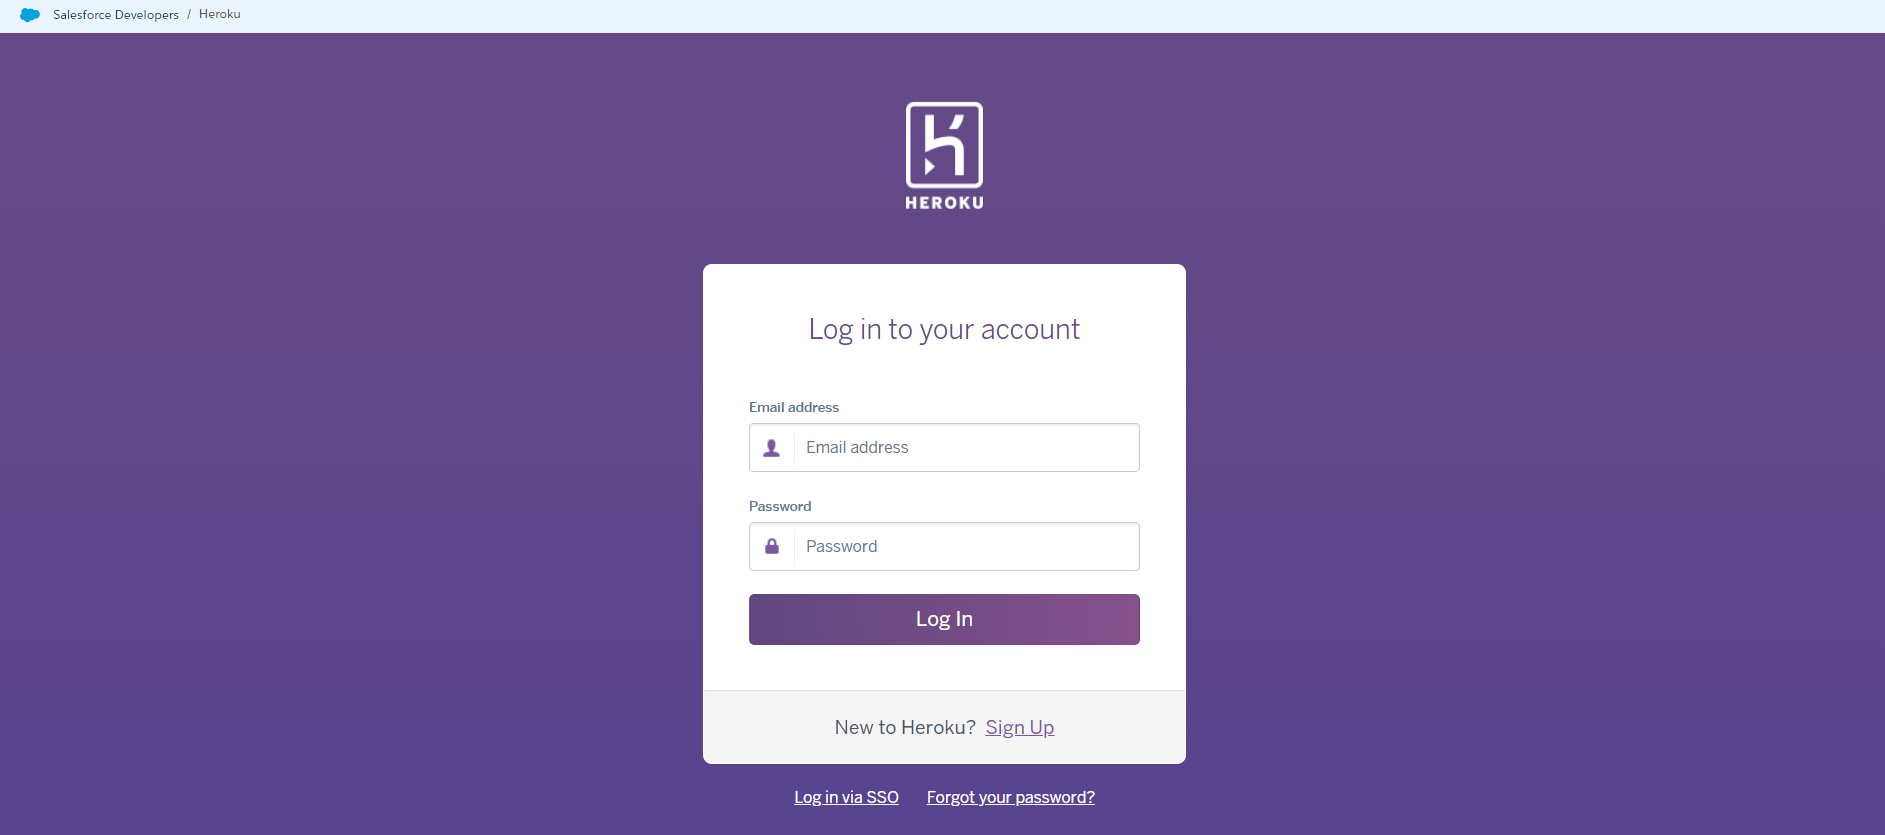 Salesforce Developers / Heroku
HEROKU
Log in to your account
Email address
Email address
Password
Password
Log In
New to Heroku? Sign Up
Log in via SSO Forgot your password?